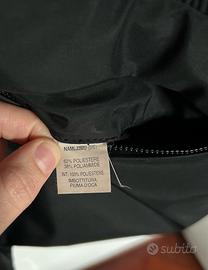 62% POLIESTERE
38% POLIAMMIDE
INT. 100% POLIESTERE
IMBOTTITURA
PIUMA D'OCA
subito